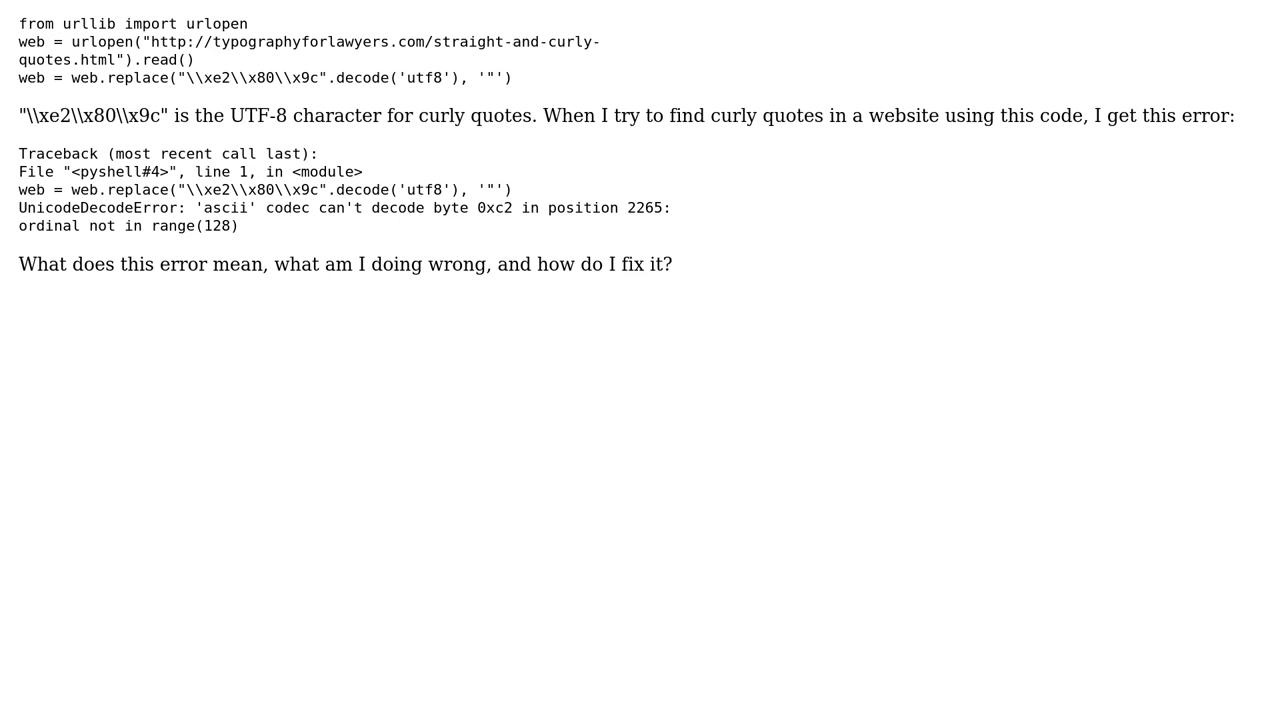 from urllib import urlopen
web = urlopen("http://typographyforlawyers.com/straight-and-curly-
quotes.html").read()
web = web.replace("\\xe2\\x80\\x9c".decode('utf8'), '"')
"\\xe2\\x80\\x9c" is the UTF-8 character for curly quotes. When I try to find curly quotes in a website using this code, I get this error:
Traceback (most recent call last):
File "<pyshell#4>", line 1, in <module>
web = web.replace("\\xe2\\x80\\x9c".decode('utf8'), '"')
UnicodeDecodeError: 'ascii' codec can't decode byte 0xc2 in position 2265:
ordinal not in range(128)
What does this error mean, what am I doing wrong, and how do I fix it?